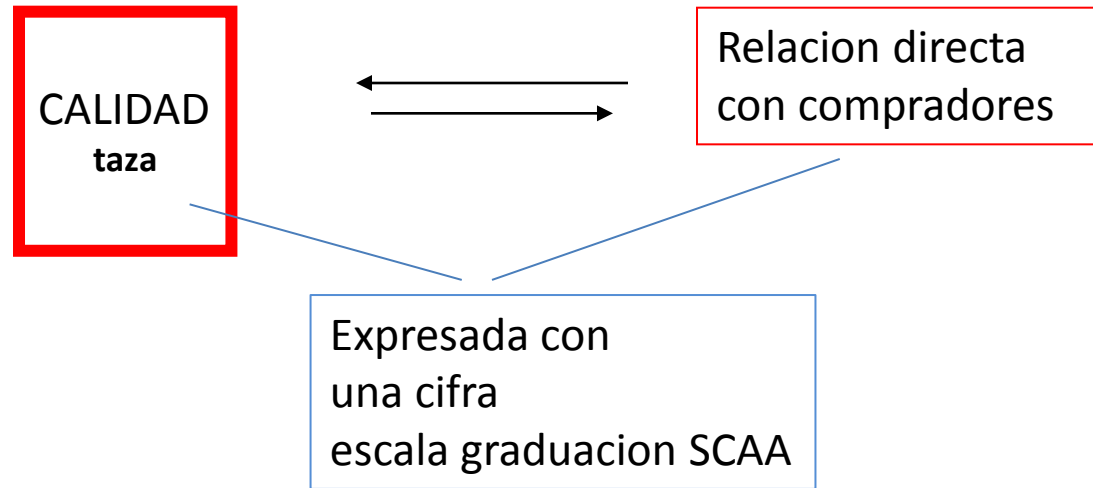 CALIDAD
taza
Relacion directa
con compradores
Expresada con
una cifra
escala graduacion SCAA